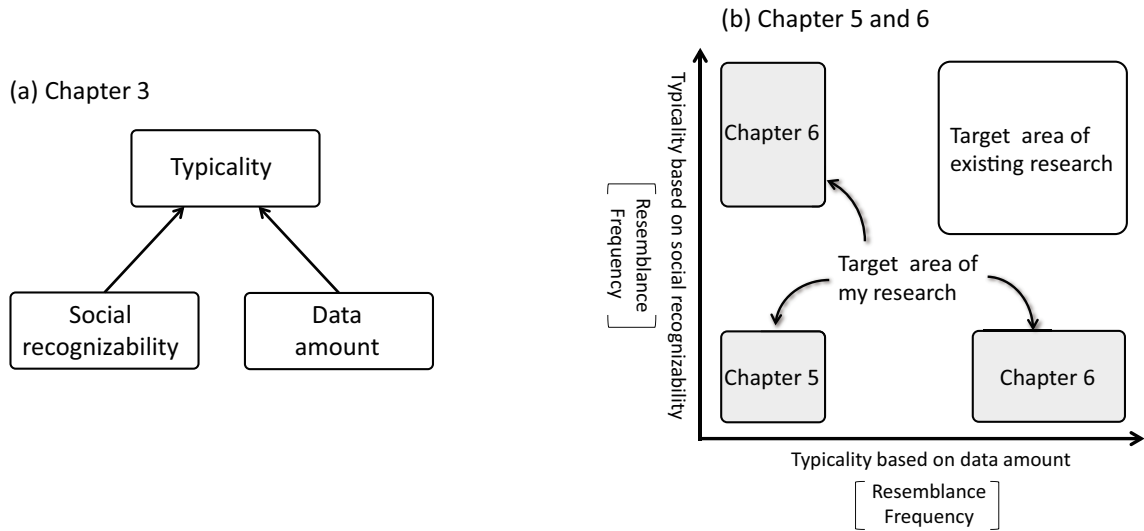 (a) Chapter 3
Typicality
Social
recognizability
Data
amount
(b) Chapter 5 and 6
Typicality based on social recognizability
Resemblance
Frequency
Chapter 6
Target area of
existing research
Target area of
my research
Chapter 5
Chapter 6
Typicality based on data amount
Resemblance
Frequency